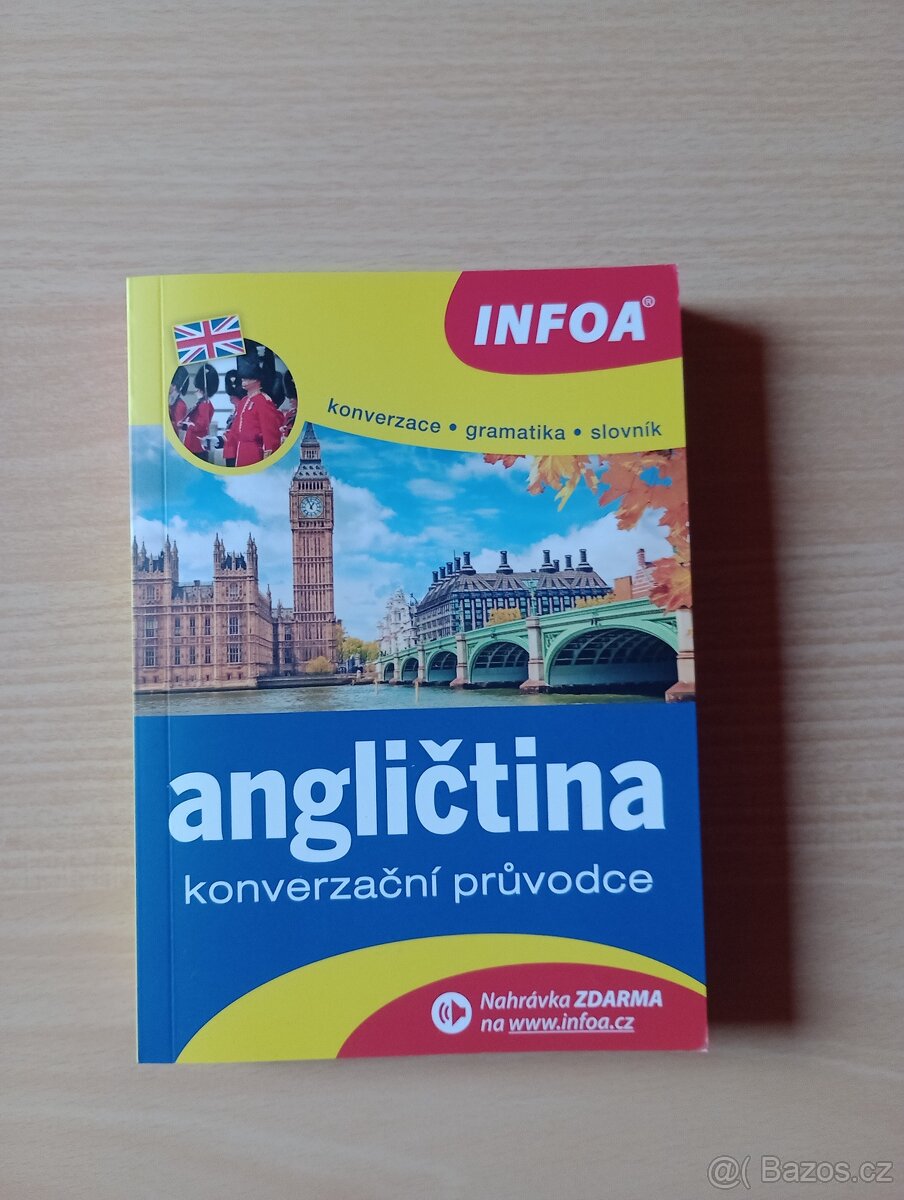 INFOA®
konverzace • gramatika • slovník
angličtina
konverzační průvodce
Nahrávka ZDARMA
na www.infoa.cz
@( Bazos.cz